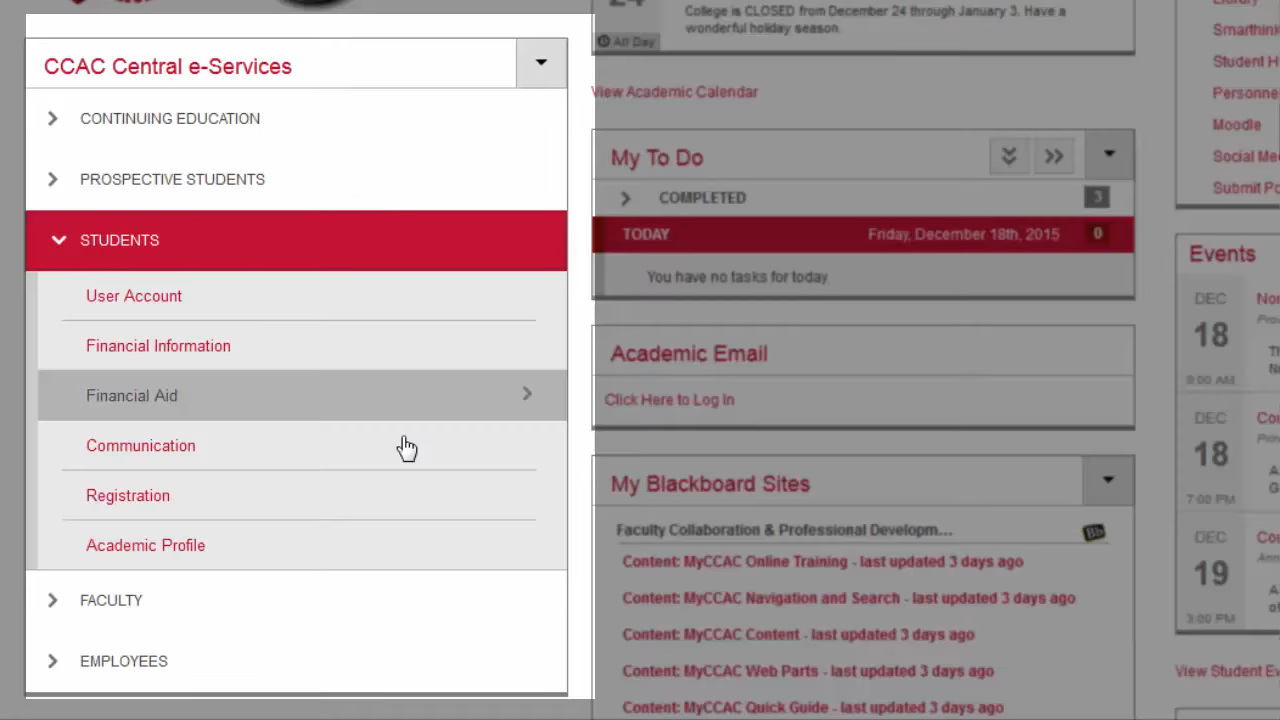 CCAC Central e-Services
CONTINUING EDUCATION
PROSPECTIVE STUDENTS
STUDENTS
User Account
Financial Information
Financial Aid
Communication
Registration
Academic Profile
FACULTY
EMPLOYEES
24
College is CLOSED from December 24 through January 3. Have a
wonderful holiday season.
All Day
View Academic Calendar
My To Do
COMPLETED 3
TODAY Friday, December 18th, 2015 0
You have no tasks for today
Academic Email
Click Here to Log In
My Blackboard Sites
Faculty Collaboration & Professional Developm...
Bb
Content: MyCCAC Online Training - last updated 3 days ago
Content: MyCCAC Navigation and Search - last updated 3 days ago
Content: MyCCAC Content - last updated 3 days ago
Content: MyCCAC Web Parts - last updated 3 days ago
Content: MyCCAC Quick Guide - last updated 3 days ago
Library
Student H
Moodle
Social Me
Submit Po
Events
DEC
18
9:00 AM
DEC
18
7:00 PM
DEC
19
3:00 PM
View Student Ev